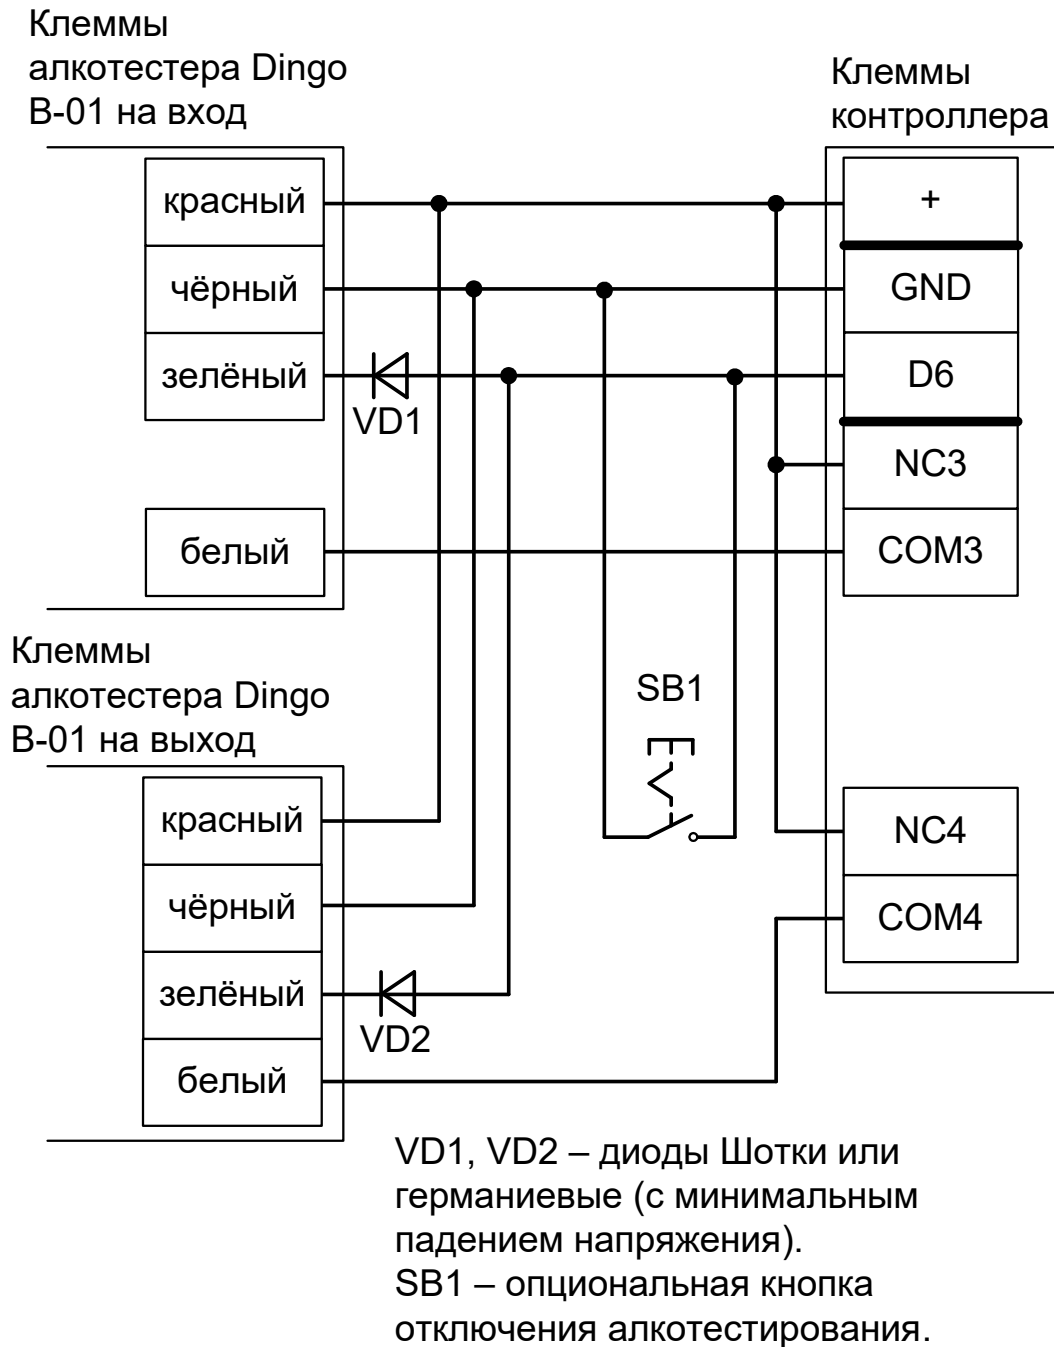 Клеммы
алкотестера Dingo
B-01 на вход
Клеммы
контроллера
красный
чёрный
зелёный
белый
VD1
+
GND
D6
NC3
COM3
Клеммы
алкотестера Dingo
B-01 на выход
SB1
красный
чёрный
зелёный
белый
VD2
NC4
COM4
VD1, VD2 – диоды Шотки или
германиевые (с минимальным
падением напряжения).
SB1 – опциональная кнопка
отключения алкотестирования.